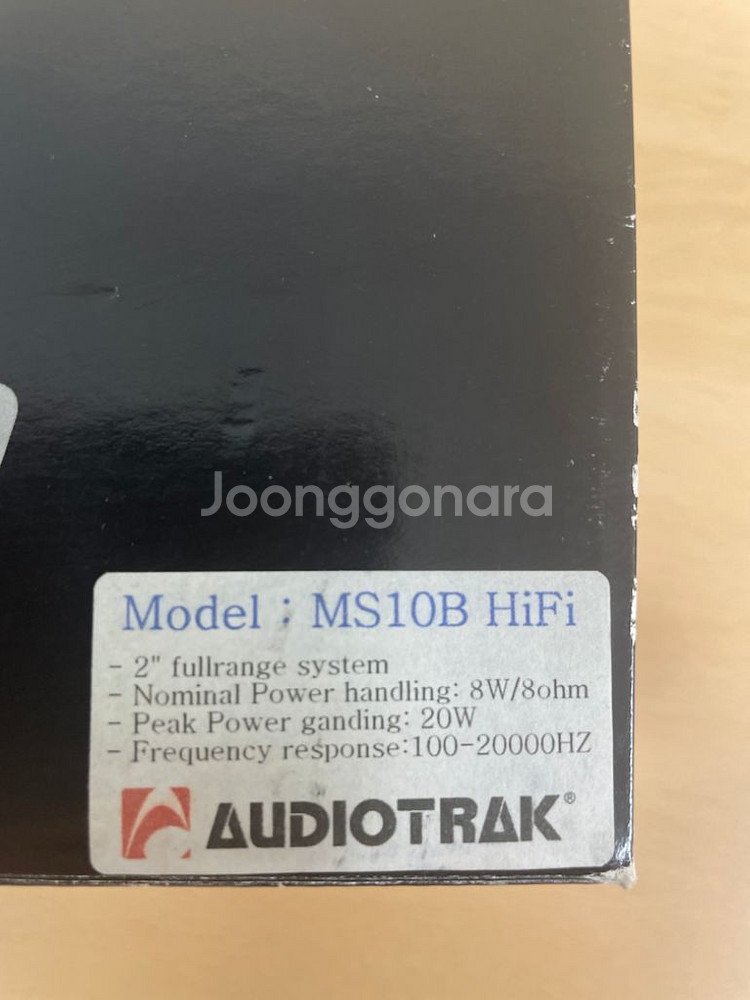 Joonggonara
Model : MS10B HiFi
- 2" fullrange system
- Nominal Power handling: 8W/8ohm
- Peak Power ganding: 20W
- Frequency response:100-20000HZ
AUDIOTRAK®